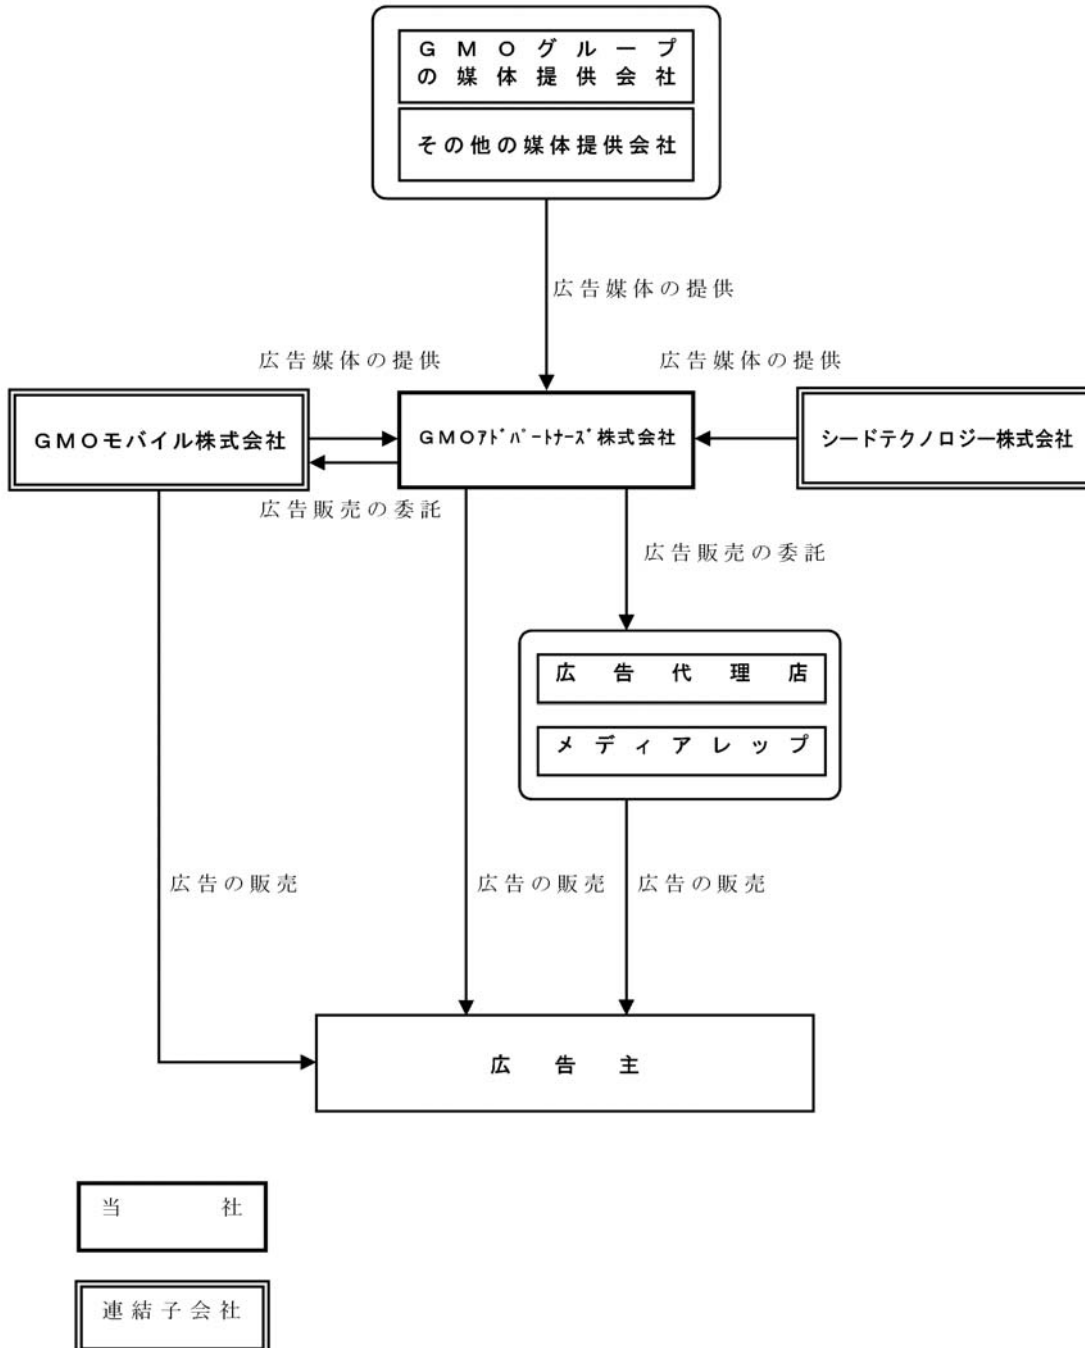 GMOグループ
の媒体提供会社
その他の媒体提供会社
広告媒体の提供
広告媒体の提供
広告媒体の提供
GMOモバイル株式会社
GMOｱﾄﾞﾊﾟｰﾄﾅｰｽﾞ株式会社
シードテクノロジー株式会社
広告販売の委託
広告販売の委託
広告代理店
メディアレップ
広告の販売
広告の販売
広告の販売
広告主
当社
連結子会社